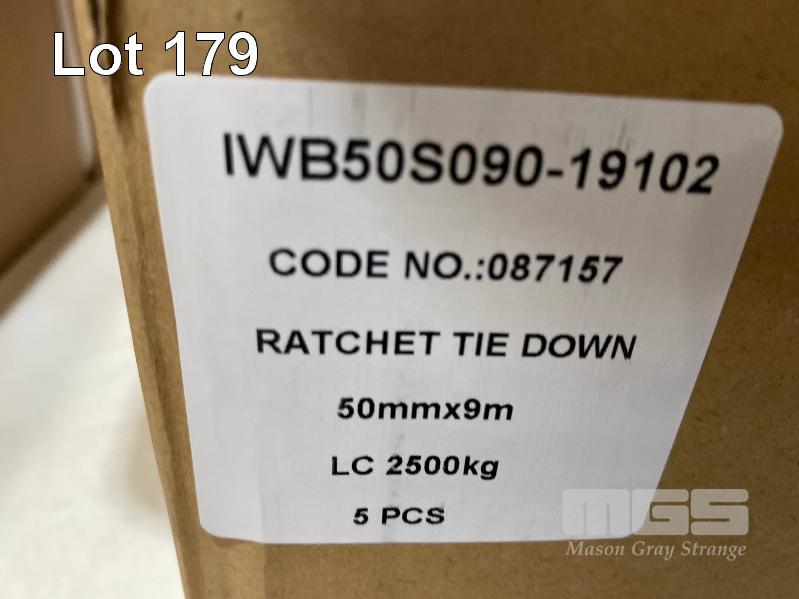 Lot 179
IWB50S090-19102
CODE NO.:087157
RATCHET TIE DOWN
50mmx9m
LC 2500kg
5 PCS
MGS
Mason Gray Strange